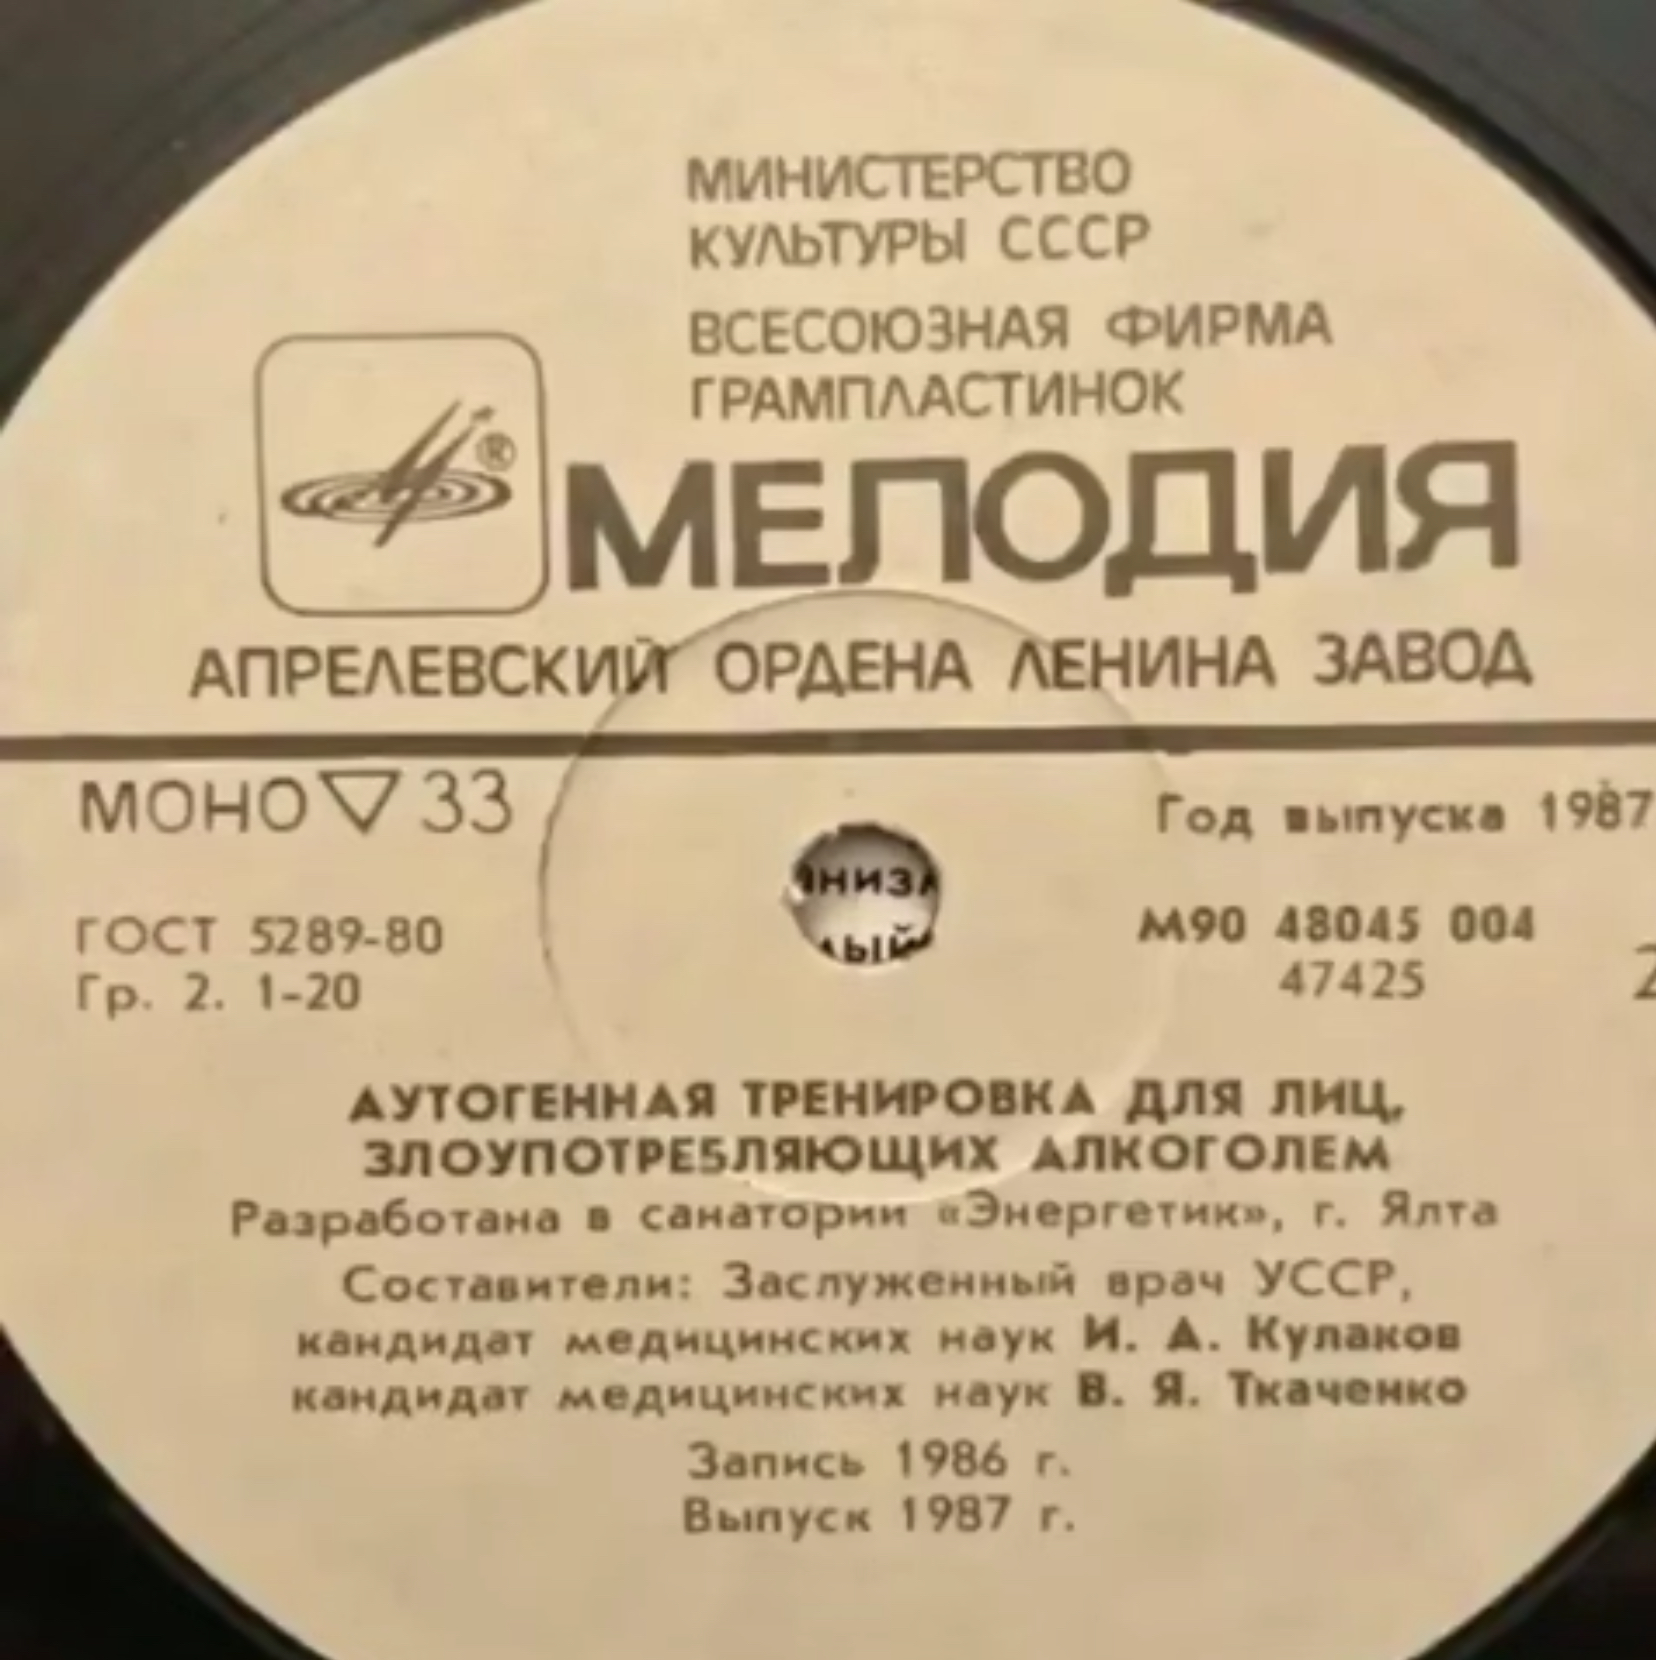 МИНИСТЕРСТВО
КУЛЬТУРЫ СССР
ВСЕСОЮЗНАЯ ФИРМА
ГРАМПЛАСТИНОК
®
МЕЛОДИЯ
АПРЕЛЕВСКИЙ ОРДЕНА ЛЕНИНА ЗАВОД
МОНО ▽ 33
Год выпуска 1987
ГОСТ 5289-80
М90 48045 004
Гр. 2. 1-20
47425
2
АУТОГЕННАЯ ТРЕНИРОВКА ДЛЯ ЛИЦ,
ЗЛОУПОТРЕБЛЯЮЩИХ АЛКОГОЛЕМ
Разработана в санатории «Энергетик», г. Ялта
Составители: Заслуженный врач УССР,
кандидат медицинских наук И. А. Кулаков
кандидат медицинских наук В. Я. Ткаченко
Запись 1986 г.
Выпуск 1987 г.